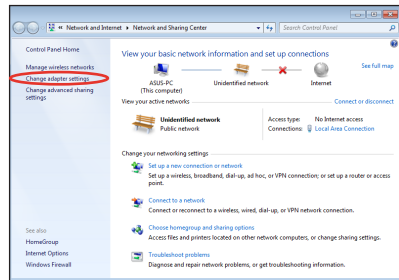 Network and Internet
Network and Sharing Center
Search Control Panel
Control Panel Home
Manage wireless networks
Change adapter settings
Change advanced sharing
settings
See also
HomeGroup
Internet Options
Windows Firewall
View your basic network information and set up connections
See full map
ASUS-PC
(This computer)
Unidentified network
Internet
View your active networks
Connect or disconnect
Unidentified network
Public network
Access type: No Internet access
Connections: Local Area Connection
Change your networking settings
Set up a new connection or network
Set up a wireless, broadband, dial-up, ad hoc, or VPN connection; or set up a router or access
point.
Connect to a network
Connect or reconnect to a wireless, wired, dial-up, or VPN network connection.
Choose homegroup and sharing options
Access files and printers located on other network computers, or change sharing settings.
Troubleshoot problems
Diagnose and repair network problems, or get troubleshooting information.